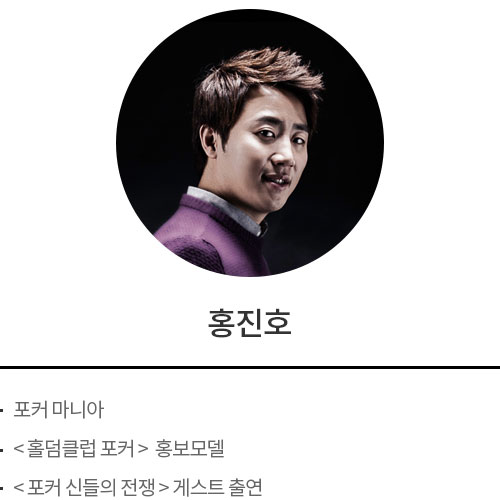 홍진호
- 포커 마니아
- <홀덤클럽 포커> 홍보모델
- <포커 신들의 전쟁> 게스트 출연